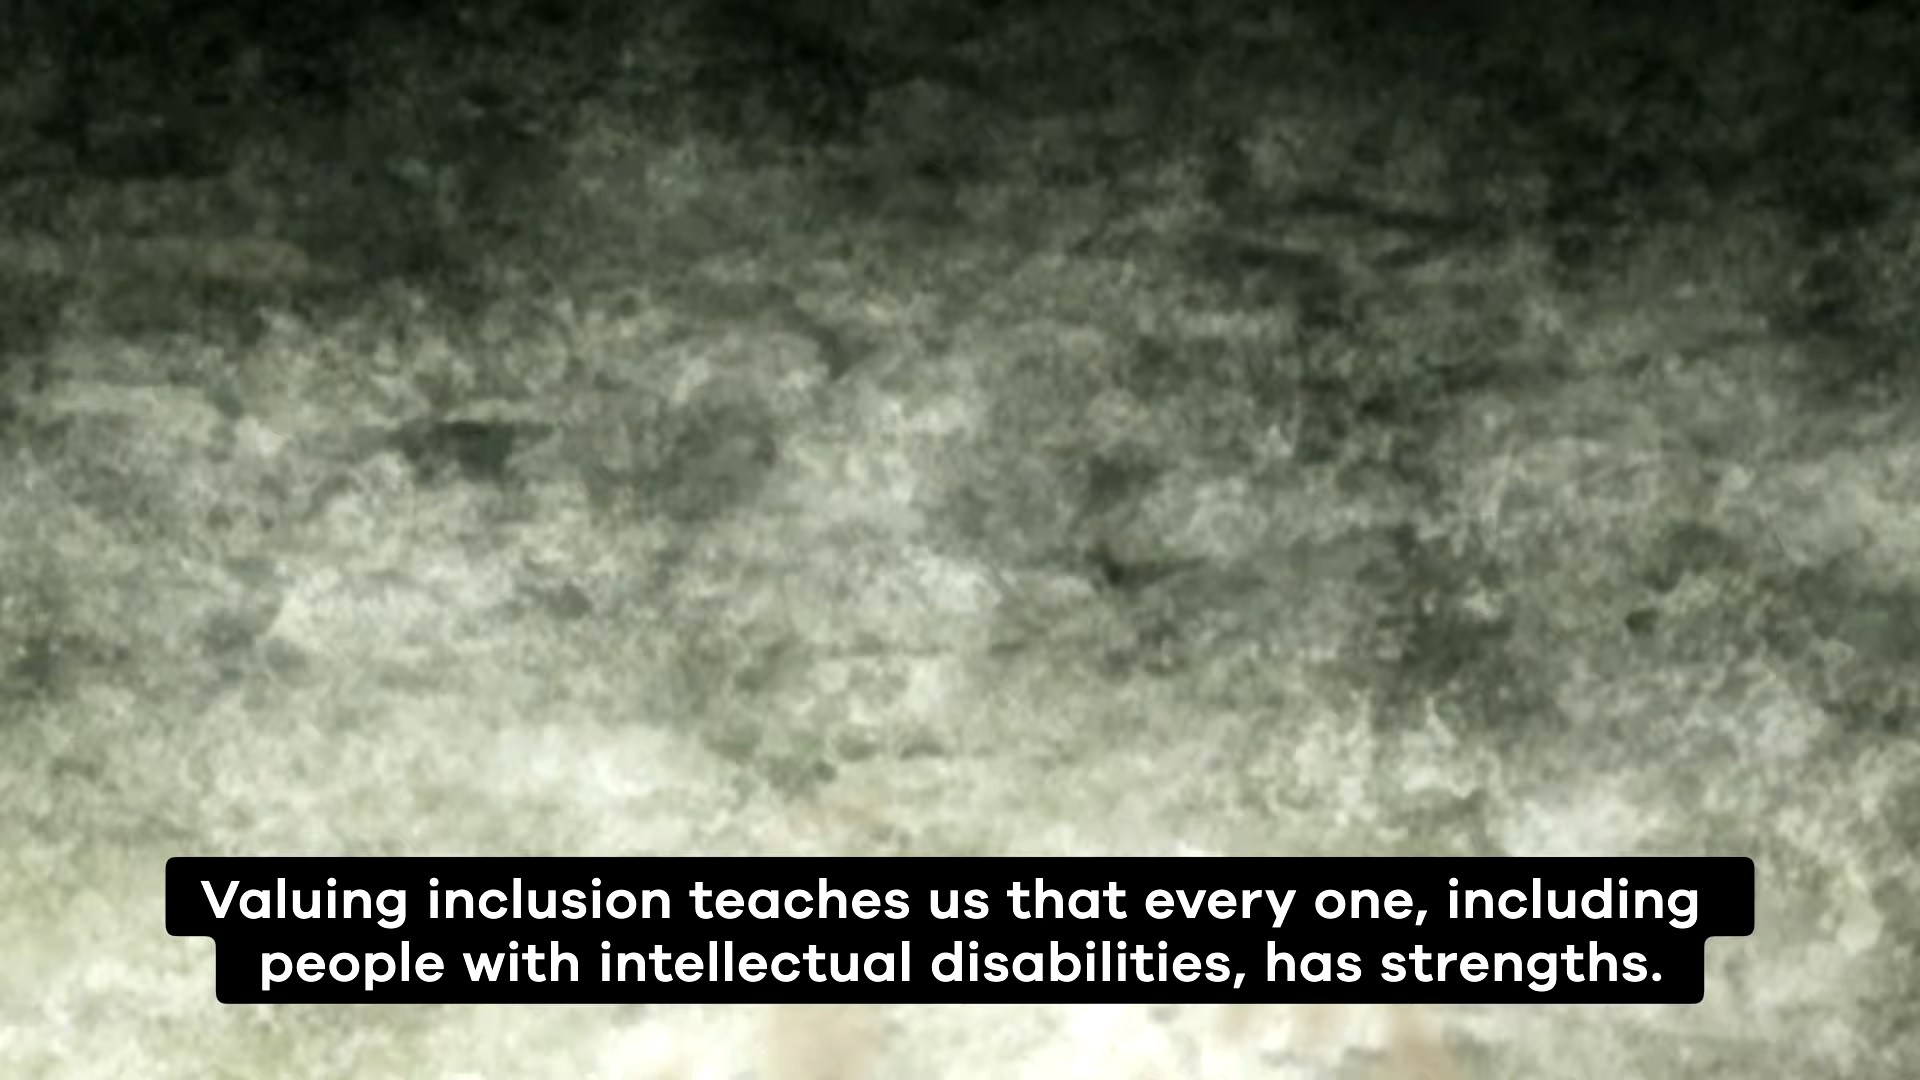 Valuing inclusion teaches us that every one, including
people with intellectual disabilities, has strengths.